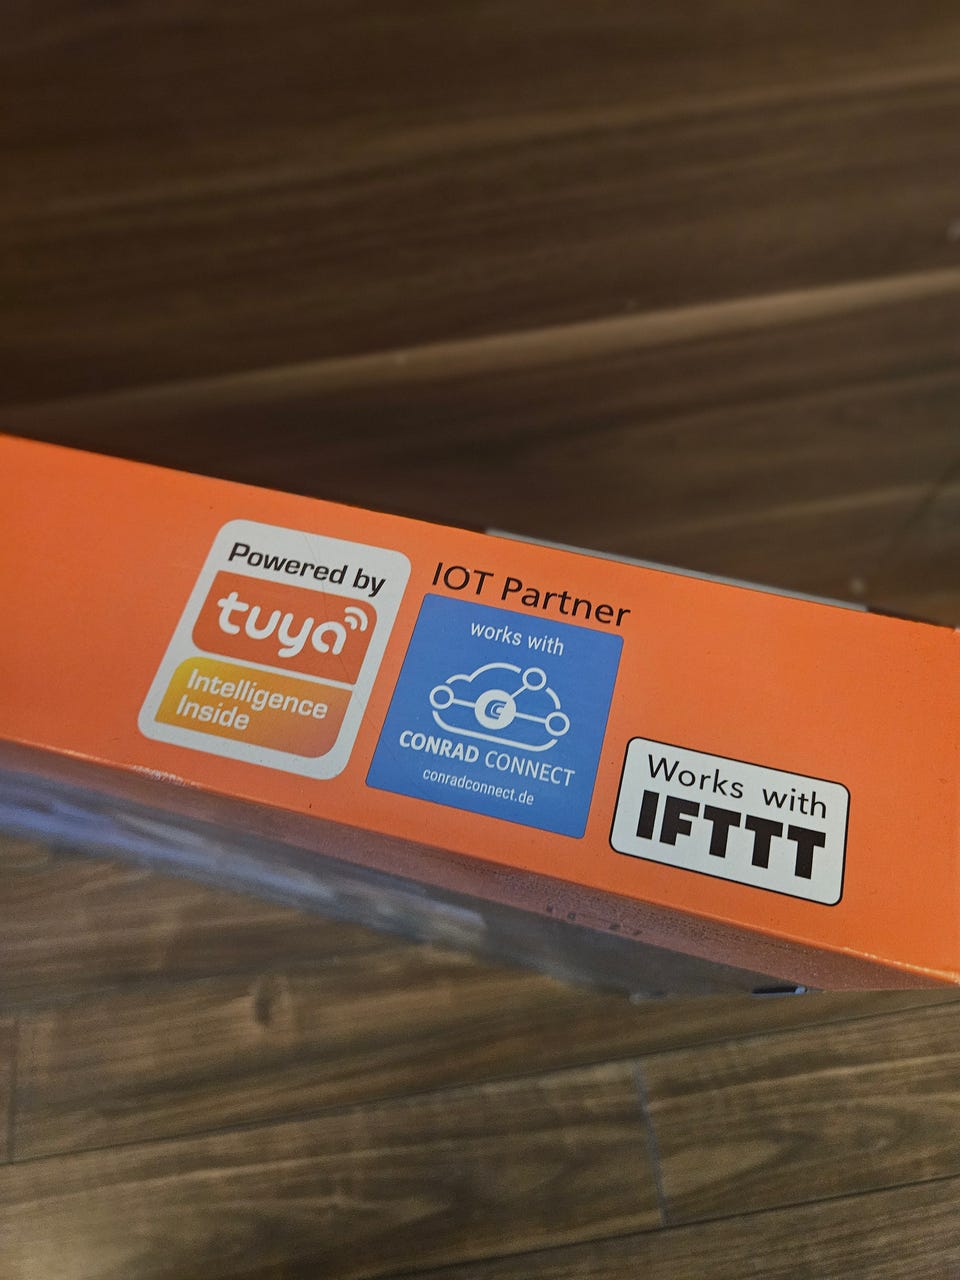 Powered by
tuya
Intelligence
Inside
IOT Partner
works with
CONRAD CONNECT
conradconnect.de
Works with
IFTTT